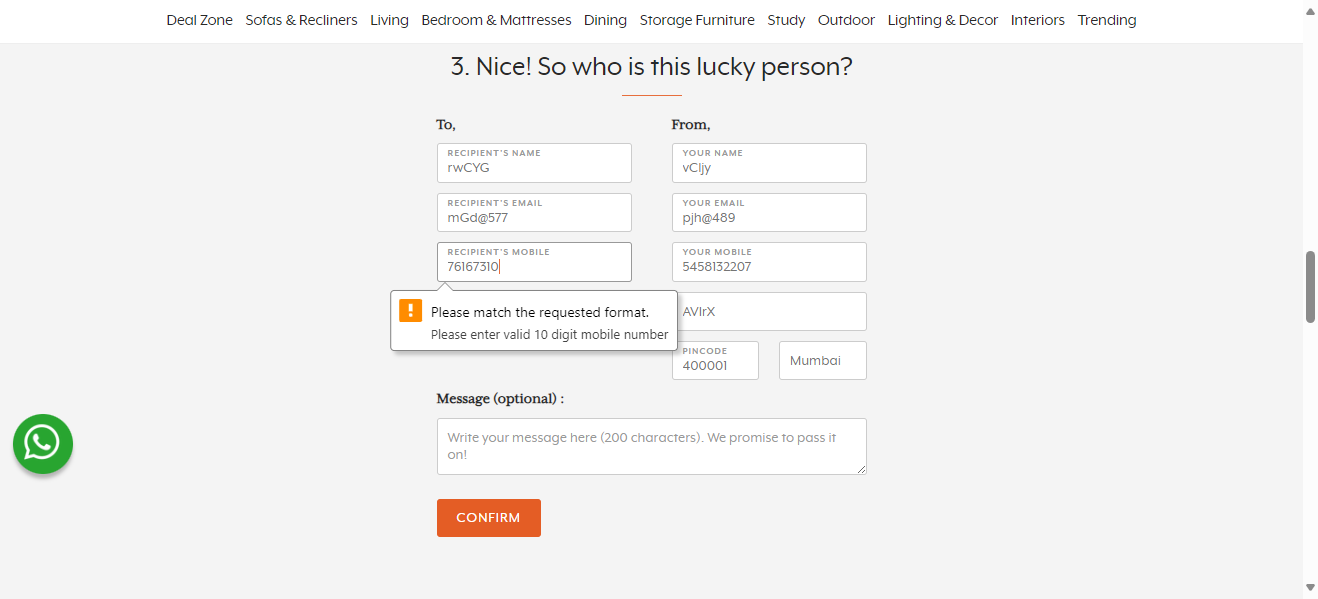 Deal Zone Sofas & Recliners Living Bedroom & Mattresses Dining Storage Furniture Study Outdoor Lighting & Decor Interiors Trending
3. Nice! So who is this lucky person?
To,
RECIPIENT'S NAME
rwCYG
RECIPIENT'S EMAIL
mGd@577
RECIPIENT'S MOBILE
76167310
Please match the requested format.
Please enter valid 10 digit mobile number
From,
YOUR NAME
vCljy
YOUR EMAIL
pjh@489
YOUR MOBILE
5458132207
AVIrX
PINCODE
400001
Mumbai
Message (optional) :
Write your message here (200 characters). We promise to pass it
on!
CONFIRM